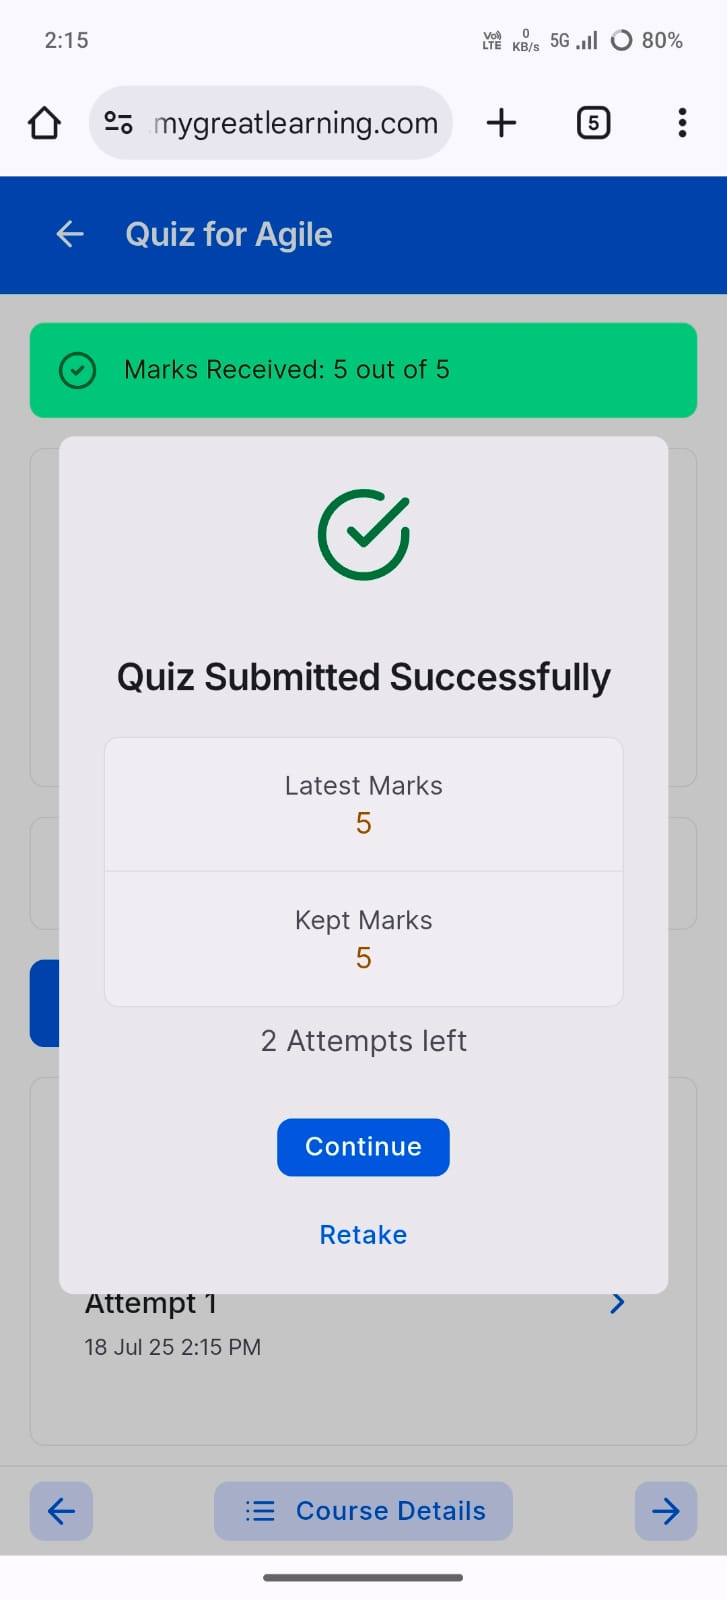 2:15
Vo)) LTE
0 KB/s
5G
80%
.mygreatlearning.com
5
Quiz for Agile
Marks Received: 5 out of 5
Quiz Submitted Successfully
Latest Marks
5
Kept Marks
5
2 Attempts left
Continue
Retake
Attempt 1
18 Jul 25 2:15 PM
Course Details